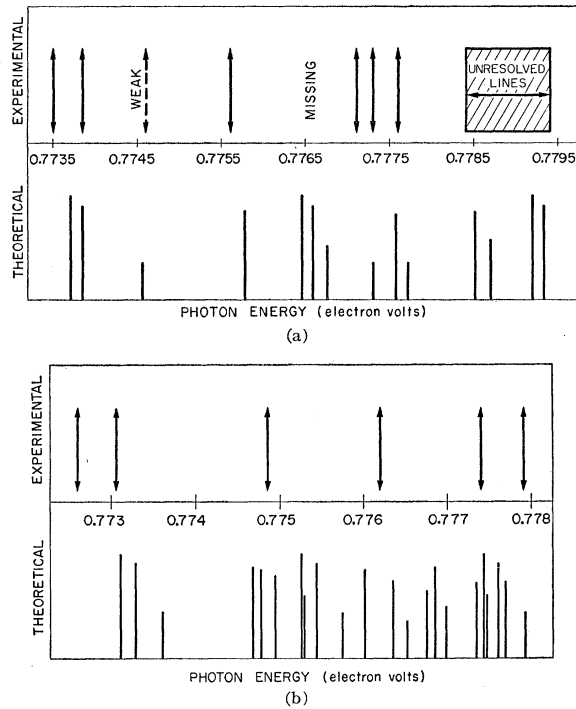 EXPERIMENTAL
WEAK
MISSING
UNRESOLVED
LINES
0.7735 0.7745 0.7755 0.7765 0.7775 0.7785 0.7795
THEORETICAL
PHOTON ENERGY (electron volts)
(a)
EXPERIMENTAL
0.773 0.774 0.775 0.776 0.777 0.778
THEORETICAL
PHOTON ENERGY (electron volts)
(b)